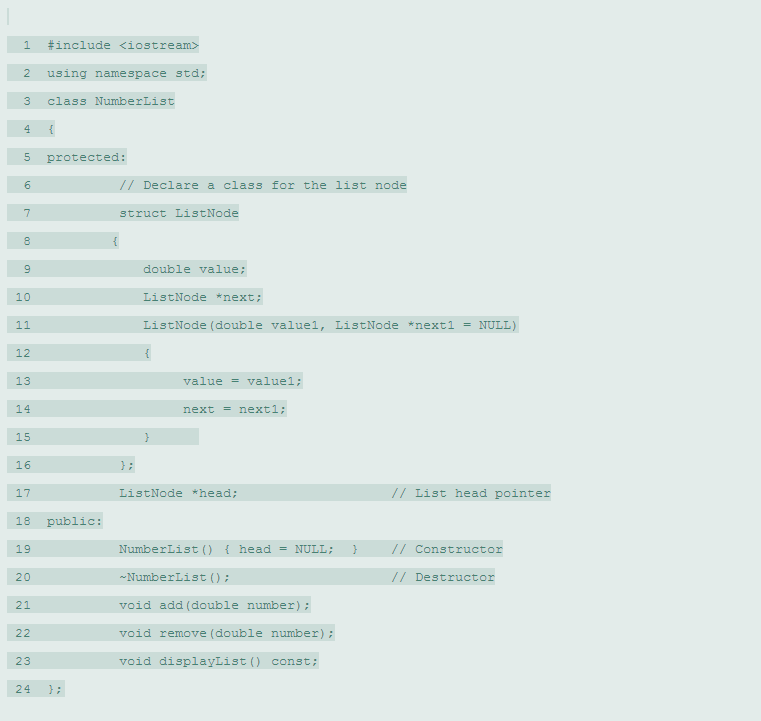 1 #include <iostream>
2 using namespace std;
3 class NumberList
4 {
5 protected:
6 // Declare a class for the list node
7 struct ListNode
8 {
9 double value;
10 ListNode *next;
11 ListNode(double value1, ListNode *next1 = NULL)
12 {
13 value = value1;
14 next = next1;
15 }
16 };
17 ListNode *head; // List head pointer
18 public:
19 NumberList() { head = NULL; } // Constructor
20 ~NumberList(); // Destructor
21 void add(double number);
22 void remove(double number);
23 void displayList() const;
24 };